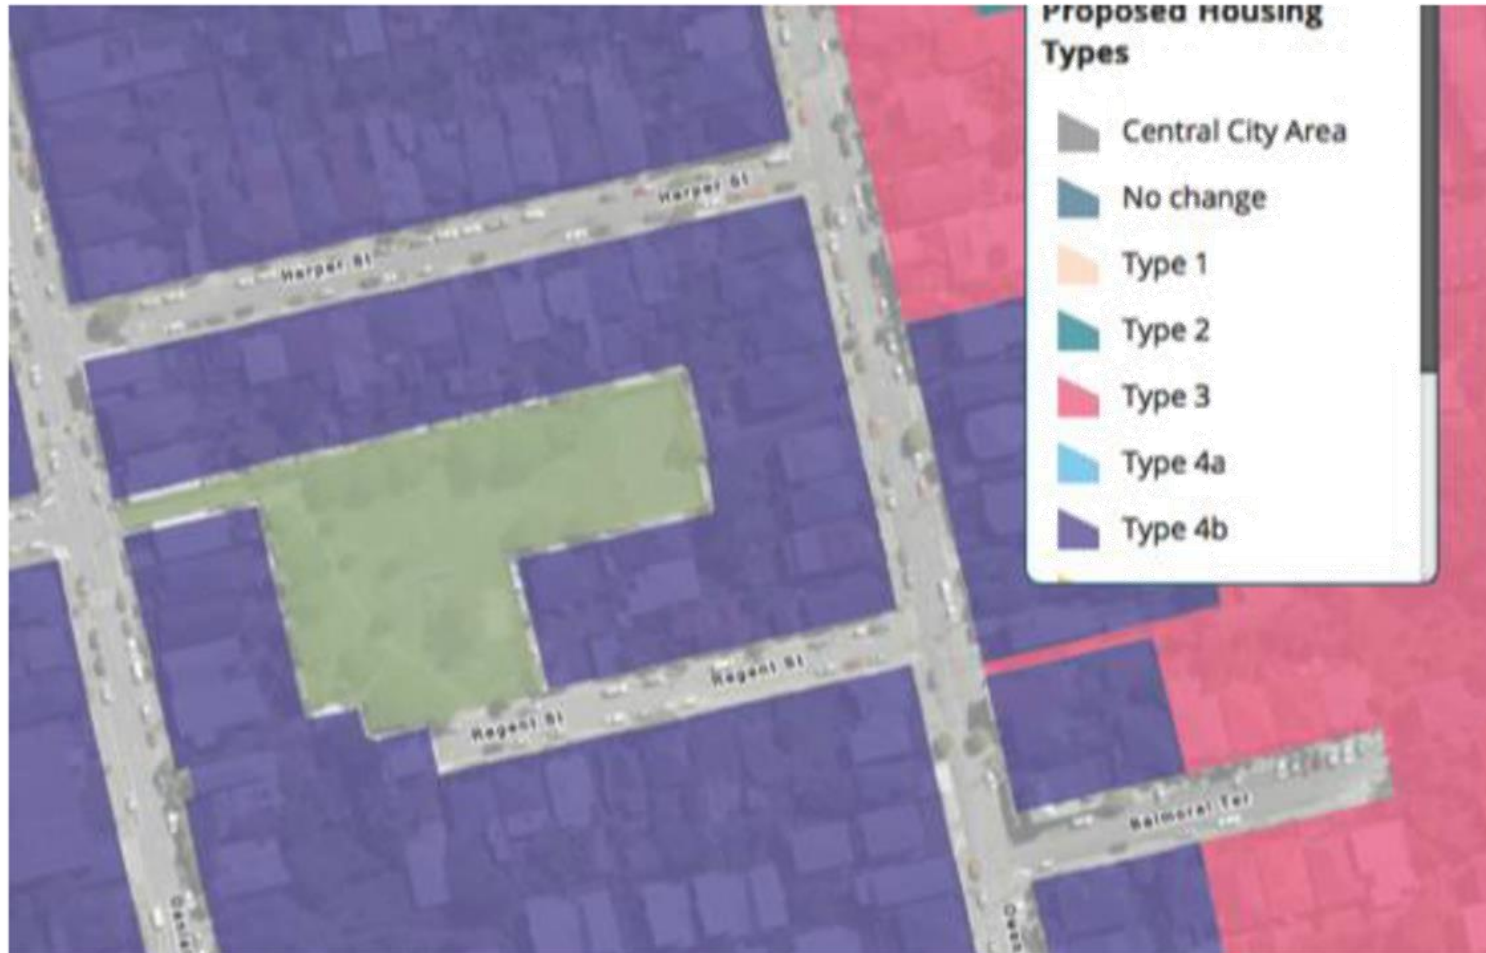 Proposed Housing
Types
Central City Area
No change
Type 1
Type 2
Type 3
Type 4a
Type 4b
Harper St
Harper St
Regent St
Regent St
Balmoral Ter